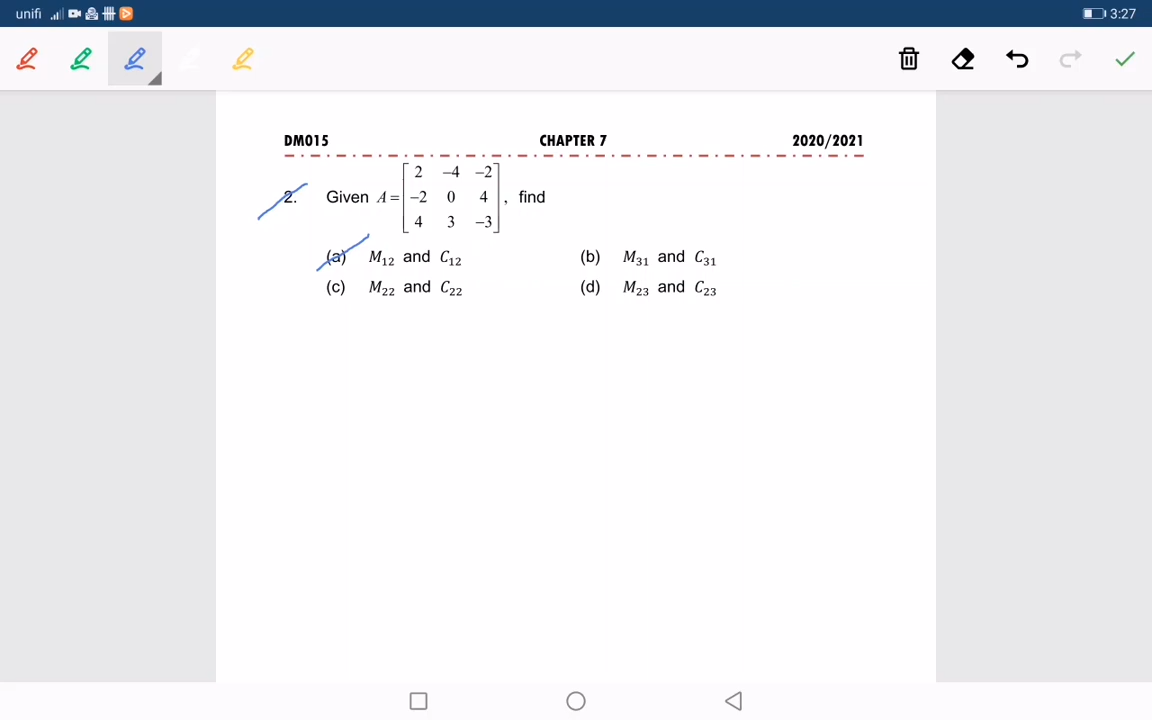 unifi 3:27
DM015 CHAPTER 7 2020/2021
2. Given A = [2 −4 −2
−2 0 4
4 3 −3], find
(a) M₁₂ and C₁₂ (b) M₃₁ and C₃₁
(c) M₂₂ and C₂₂ (d) M₂₃ and C₂₃